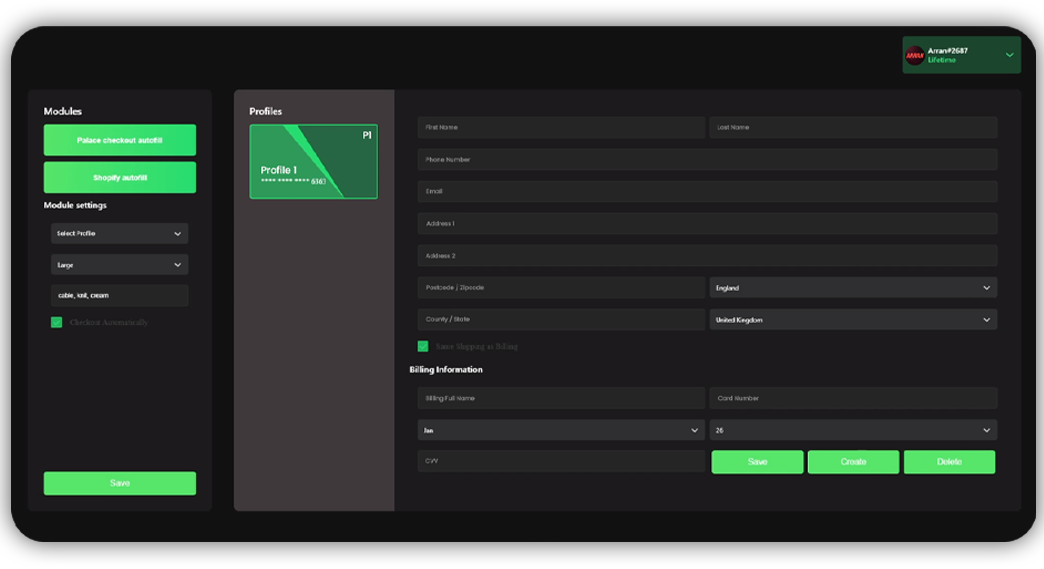 ARRAN
Arran#2687
Lifetime
Modules
Palace checkout autofill
Shopify autofill
Module settings
Select Profile
Large
cable, knit, cream
Checkout Automatically
Save
Profiles
P1
Profile 1
**** **** **** 6363
First Name
Last Name
Phone Number
Email
Address 1
Address 2
Postcode / Zipcode
England
County / State
United Kingdom
Same Shipping as Billing
Billing Information
Billing Full Name
Card Number
Jan
26
CVV
Save
Create
Delete